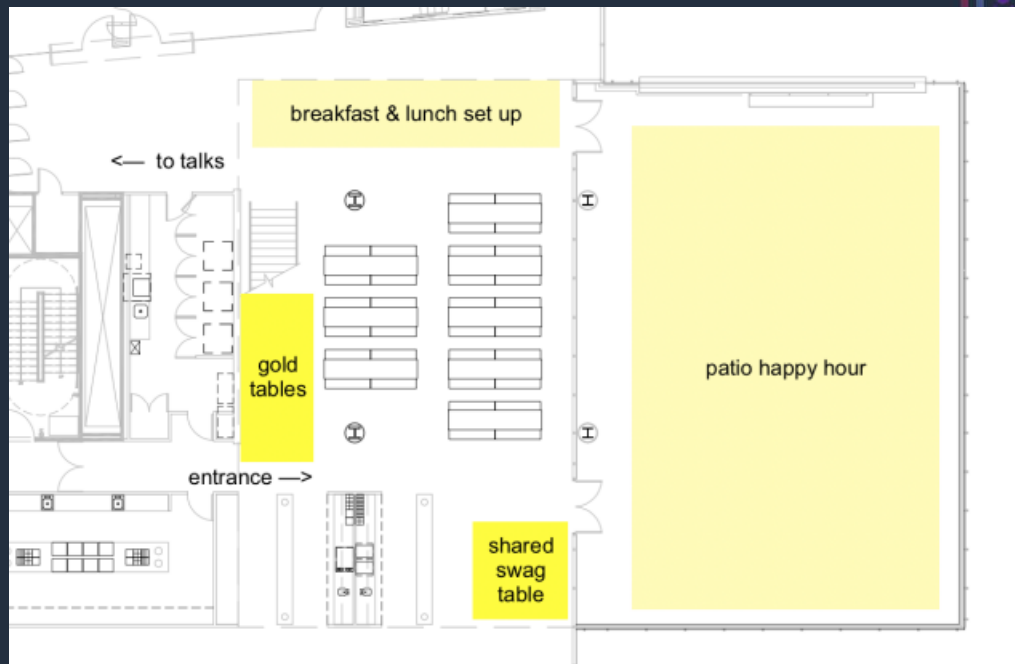 breakfast & lunch set up
<— to talks
gold
tables
patio happy hour
entrance —>
shared
swag
table